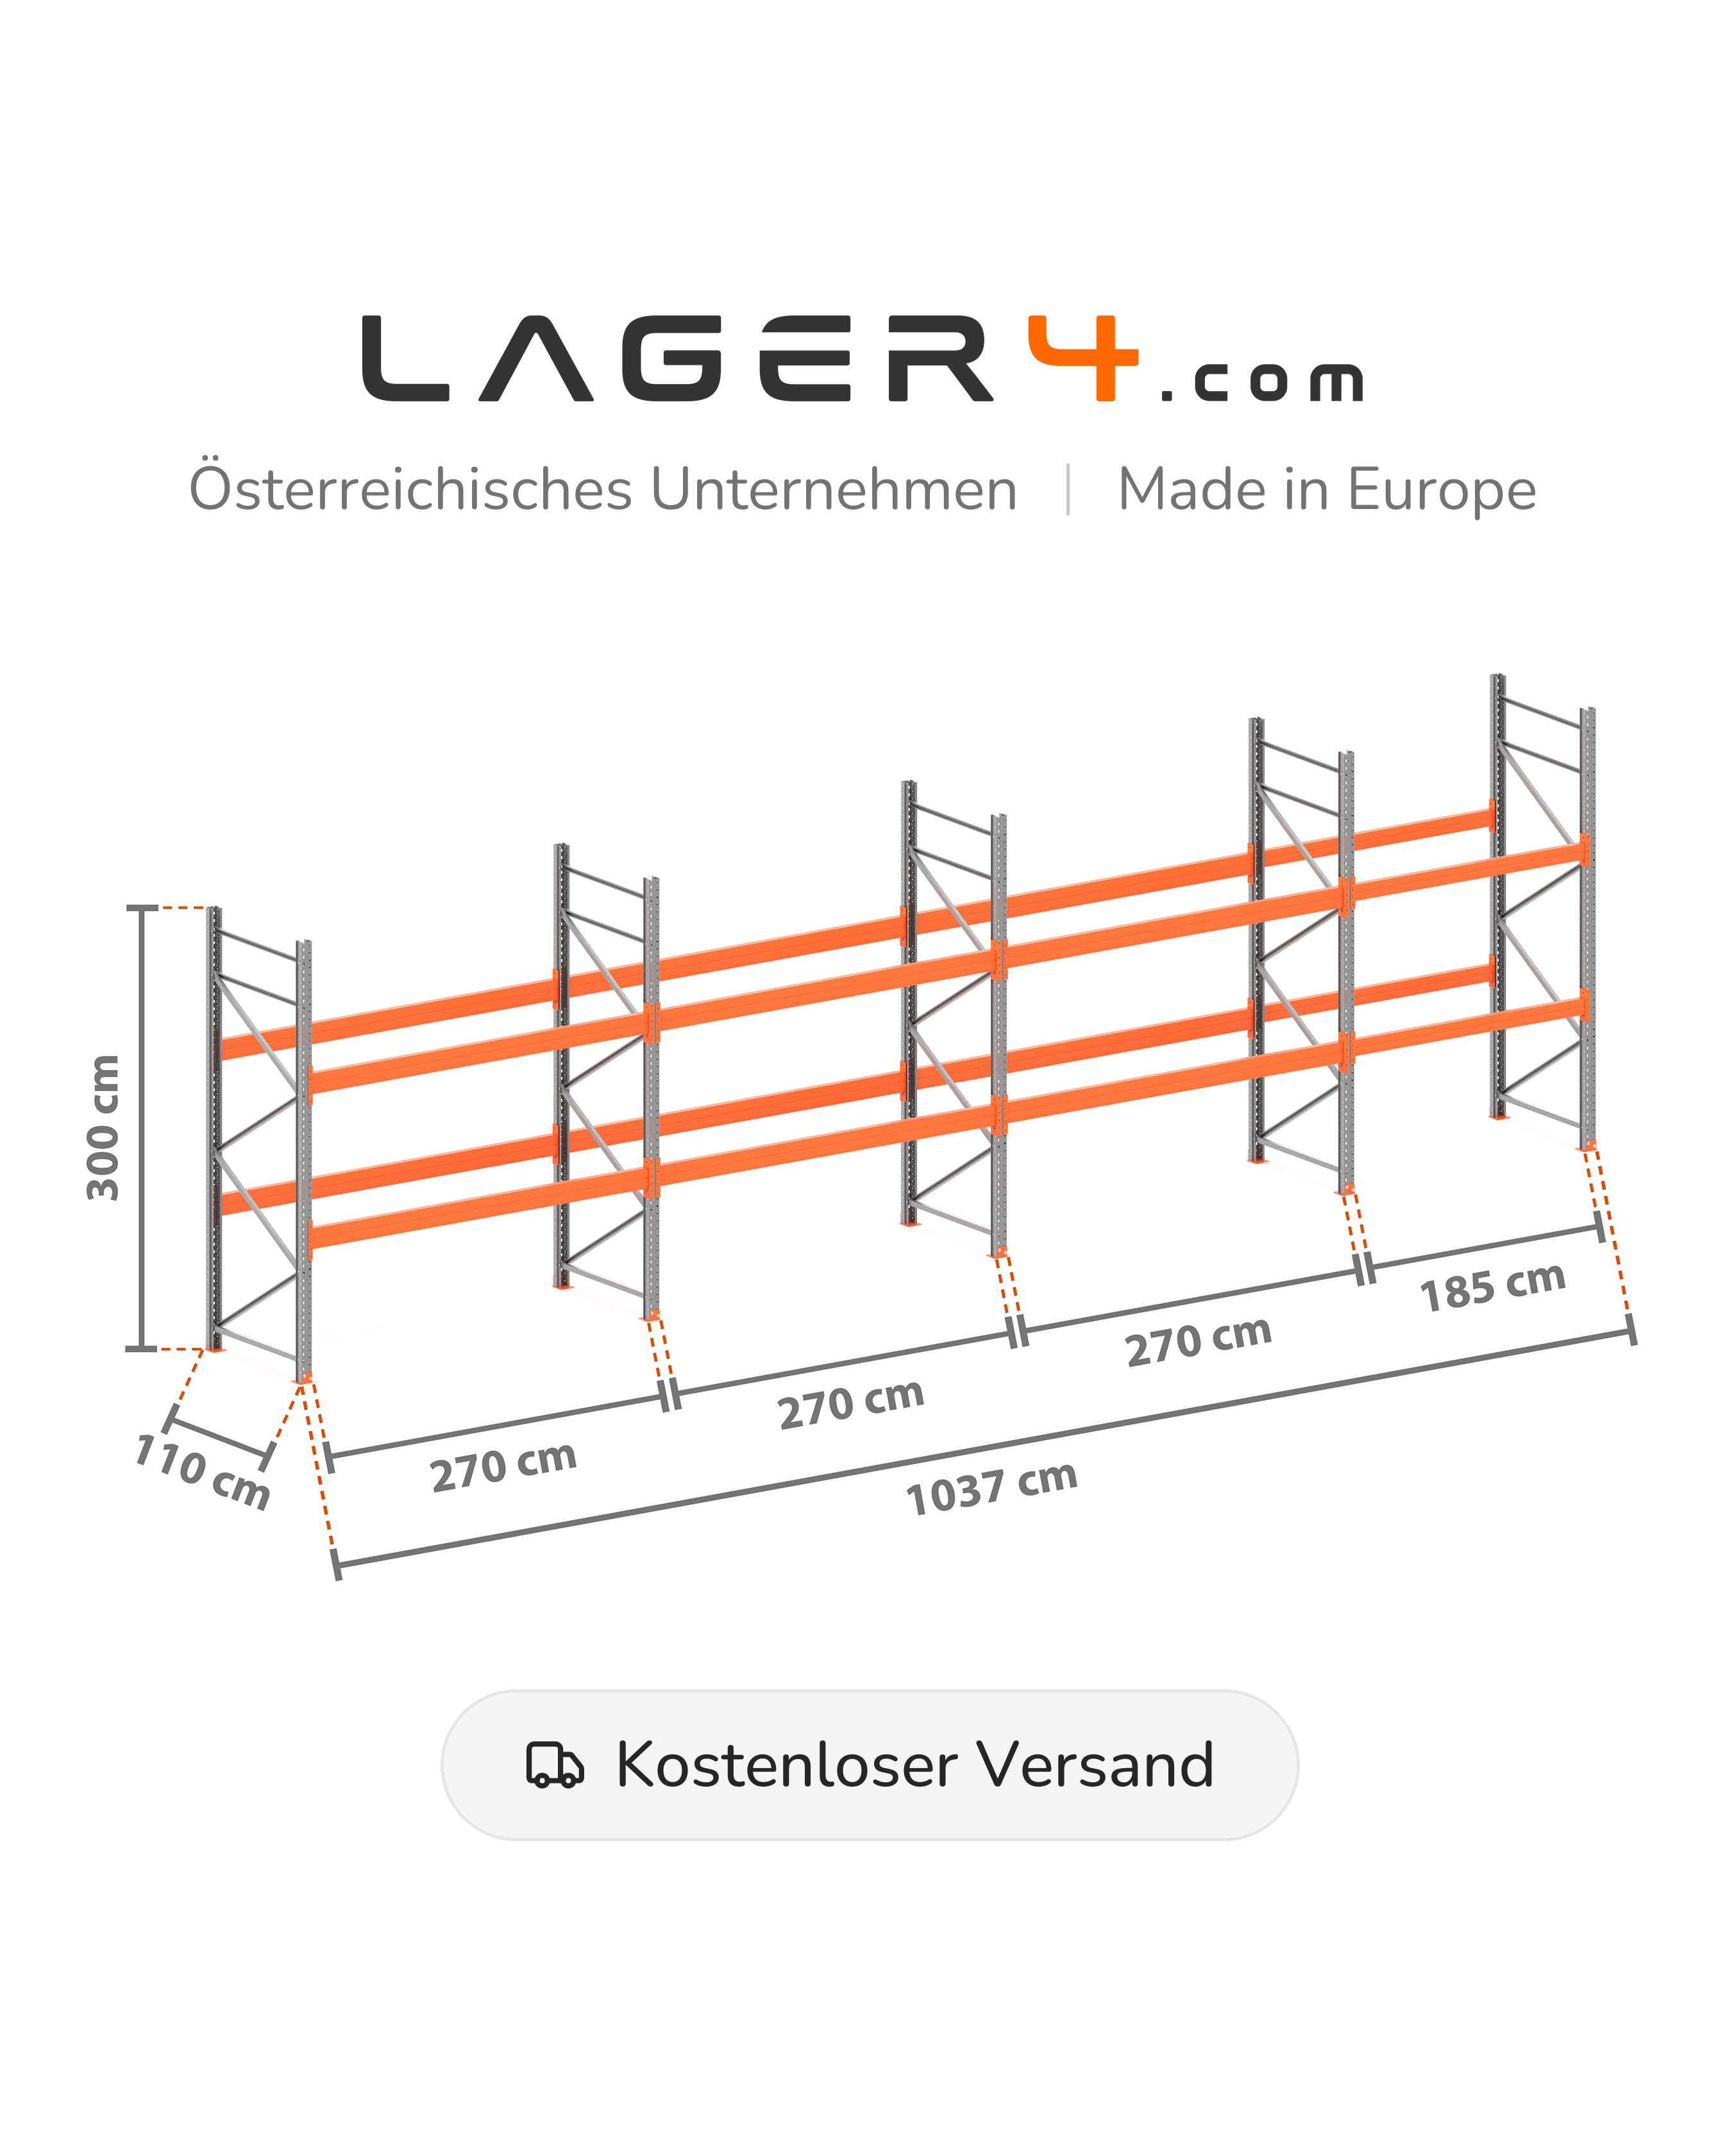 LAGER4.com
Österreichisches Unternehmen | Made in Europe
300 cm
110 cm
270 cm
270 cm
270 cm
185 cm
1037 cm
Kostenloser Versand